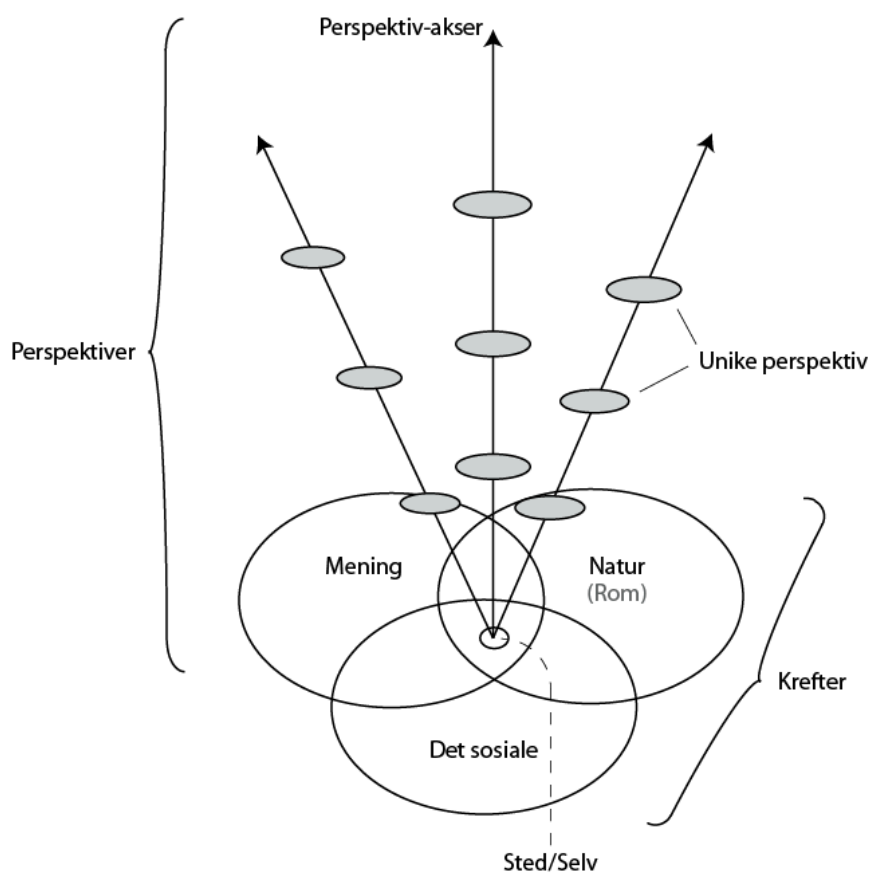 Perspektiv-akser
Perspektiver
Unike perspektiv
Mening
Natur
(Rom)
Krefter
Det sosiale
Sted/Selv